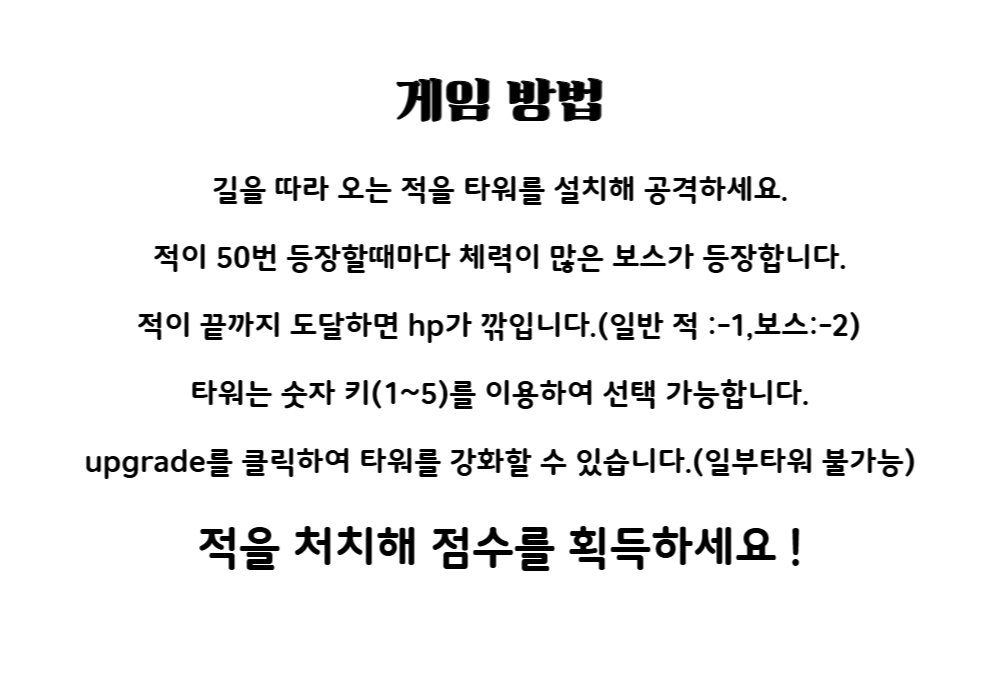 게임 방법
길을 따라 오는 적을 타워를 설치해 공격하세요.
적이 50번 등장할때마다 체력이 많은 보스가 등장합니다.
적이 끝까지 도달하면 hp가 깎입니다.(일반 적 :-1,보스:-2)
타워는 숫자 키(1~5)를 이용하여 선택 가능합니다.
upgrade를 클릭하여 타워를 강화할 수 있습니다.(일부타워 불가능)
적을 처치해 점수를 획득하세요 !